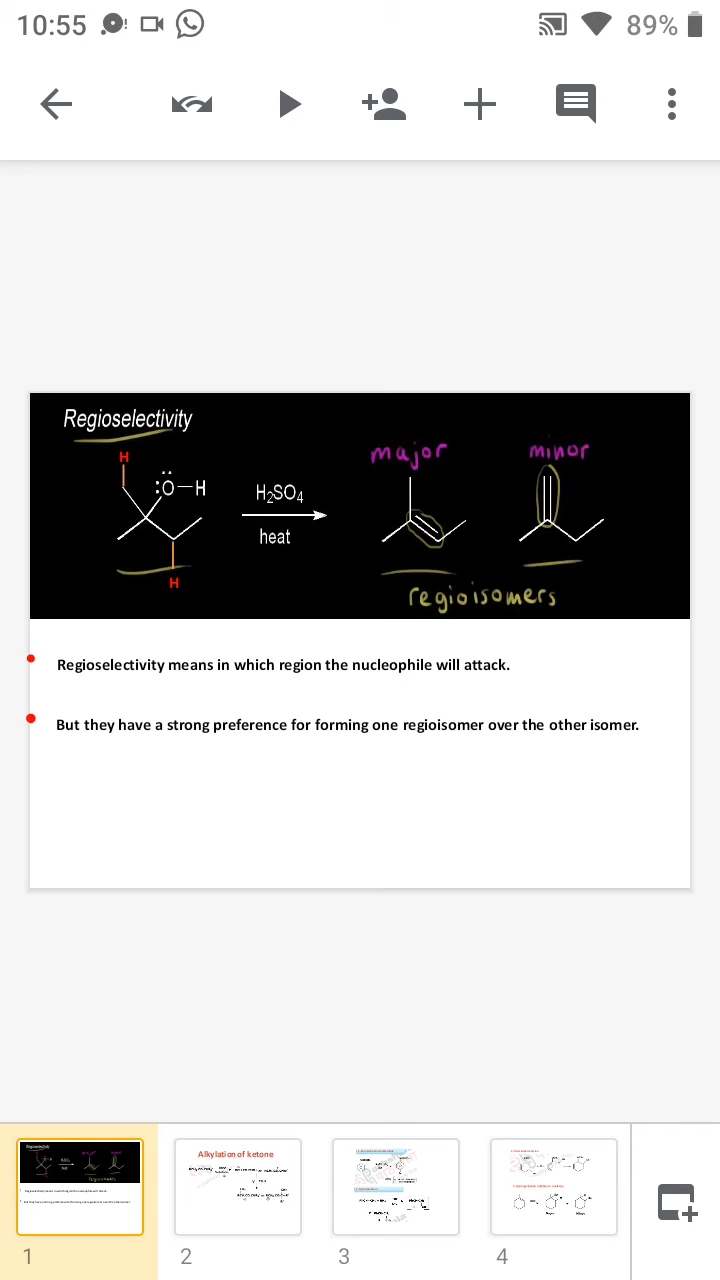 10:55
89%
Regioselectivity
major
minor
H
:Ö–H
H₂SO₄
heat
H
regioisomers
Regioselectivity means in which region the nucleophile will attack.
But they have a strong preference for forming one regioisomer over the other isomer.
Alkylation of ketone
1
2
3
4